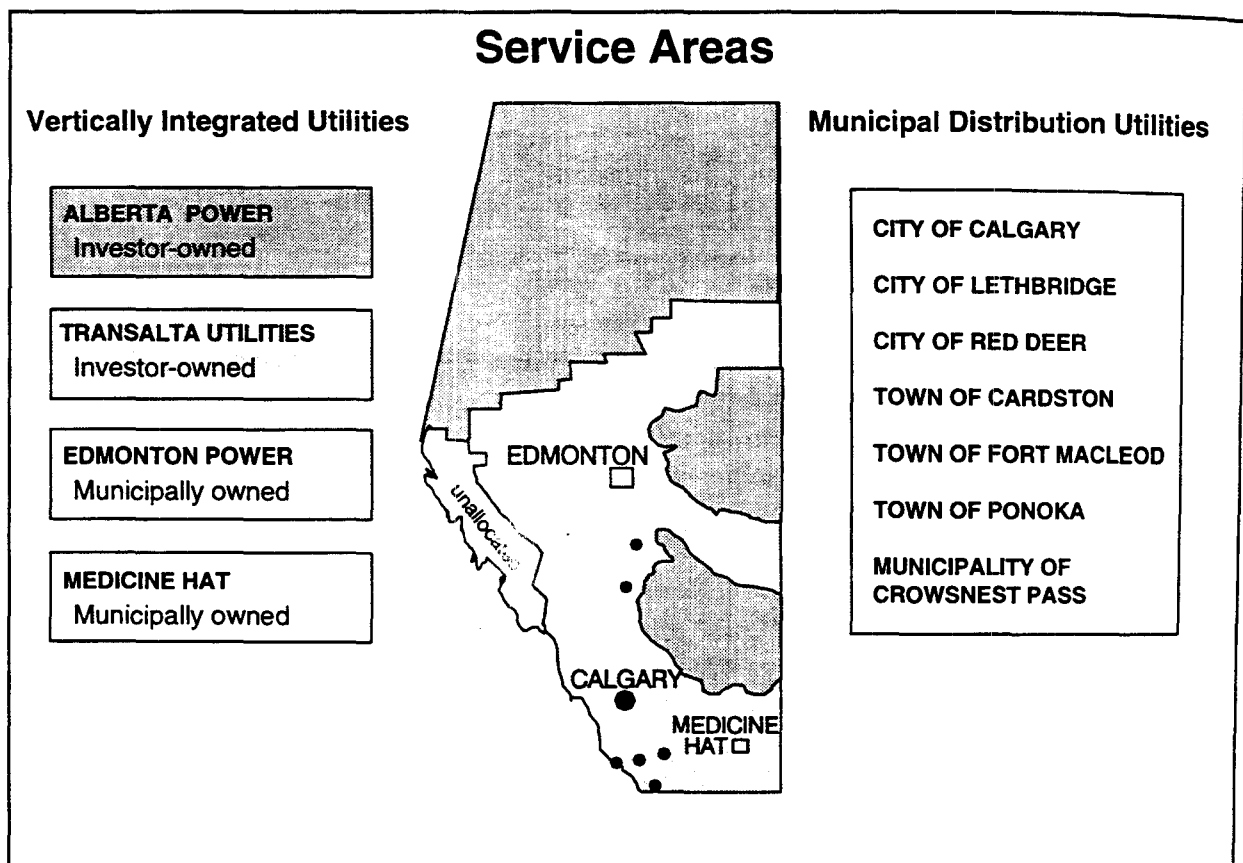 Service Areas
Vertically Integrated Utilities
ALBERTA POWER
Investor-owned
TRANSALTA UTILITIES
Investor-owned
EDMONTON POWER
Municipally owned
MEDICINE HAT
Municipally owned
EDMONTON
unallocated
CALGARY
MEDICINE
HAT
Municipal Distribution Utilities
CITY OF CALGARY
CITY OF LETHBRIDGE
CITY OF RED DEER
TOWN OF CARDSTON
TOWN OF FORT MACLEOD
TOWN OF PONOKA
MUNICIPALITY OF
CROWSNEST PASS